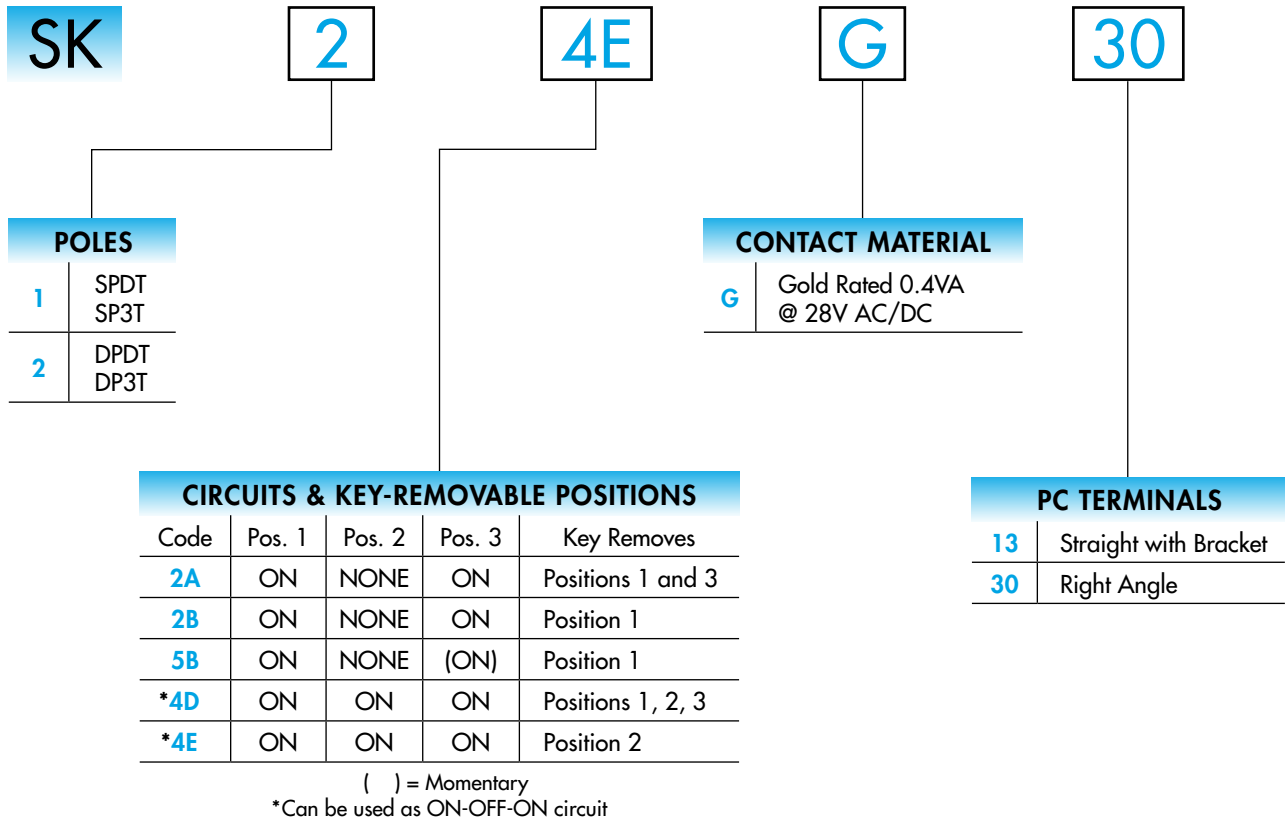 SK 2 4E G 30
POLES
1 SPDT
SP3T
2 DPDT
DP3T
CONTACT MATERIAL
G Gold Rated 0.4VA
@ 28V AC/DC
CIRCUITS & KEY-REMOVABLE POSITIONS
Code Pos. 1 Pos. 2 Pos. 3 Key Removes
2A ON NONE ON Positions 1 and 3
2B ON NONE ON Position 1
5B ON NONE (ON) Position 1
*4D ON ON ON Positions 1, 2, 3
*4E ON ON ON Position 2
( ) = Momentary
*Can be used as ON-OFF-ON circuit
PC TERMINALS
13 Straight with Bracket
30 Right Angle